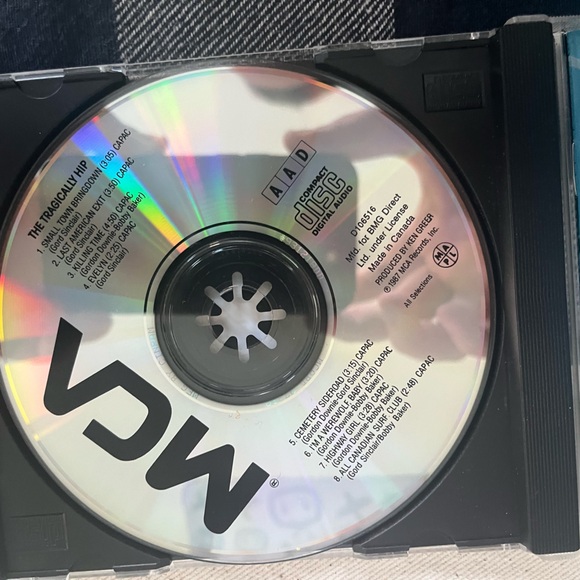 THE TRAGICALLY HIP
1. SMALL TOWN BRINGDOWN (3:05) CAPAC
(Gord Sinclair)
2. LAST AMERICAN EXIT (3:50) CAPAC
(Gord Sinclair)
3. KILLING TIME (4:50) CAPAC
(Gordon Downie-Bobby Baker)
4. EVELYN (2:25) CAPAC
(Gord Sinclair)
AAD
COMPACT
disc
DIGITAL AUDIO
D106516
Mfd. for BMG Direct
Ltd. under License
Made in Canada
PRODUCED BY KEN GREER
℗1987 MCA Records, Inc.
All Selections
5. CEMETERY SIDEROAD (3:15) CAPAC
(Gordon Downie-Gord Sinclair)
6. I'M A WEREWOLF BABY (3:20) CAPAC
(Gordon Downie-Bobby Baker)
7. HIGHWAY GIRL (3:28) CAPAC
(Gordon Downie-Bobby Baker)
8 ALL CANADIAN SURF CLUB (2:48) CAPAC
(Gord Sinclair/Bobby Baker)
MCA®